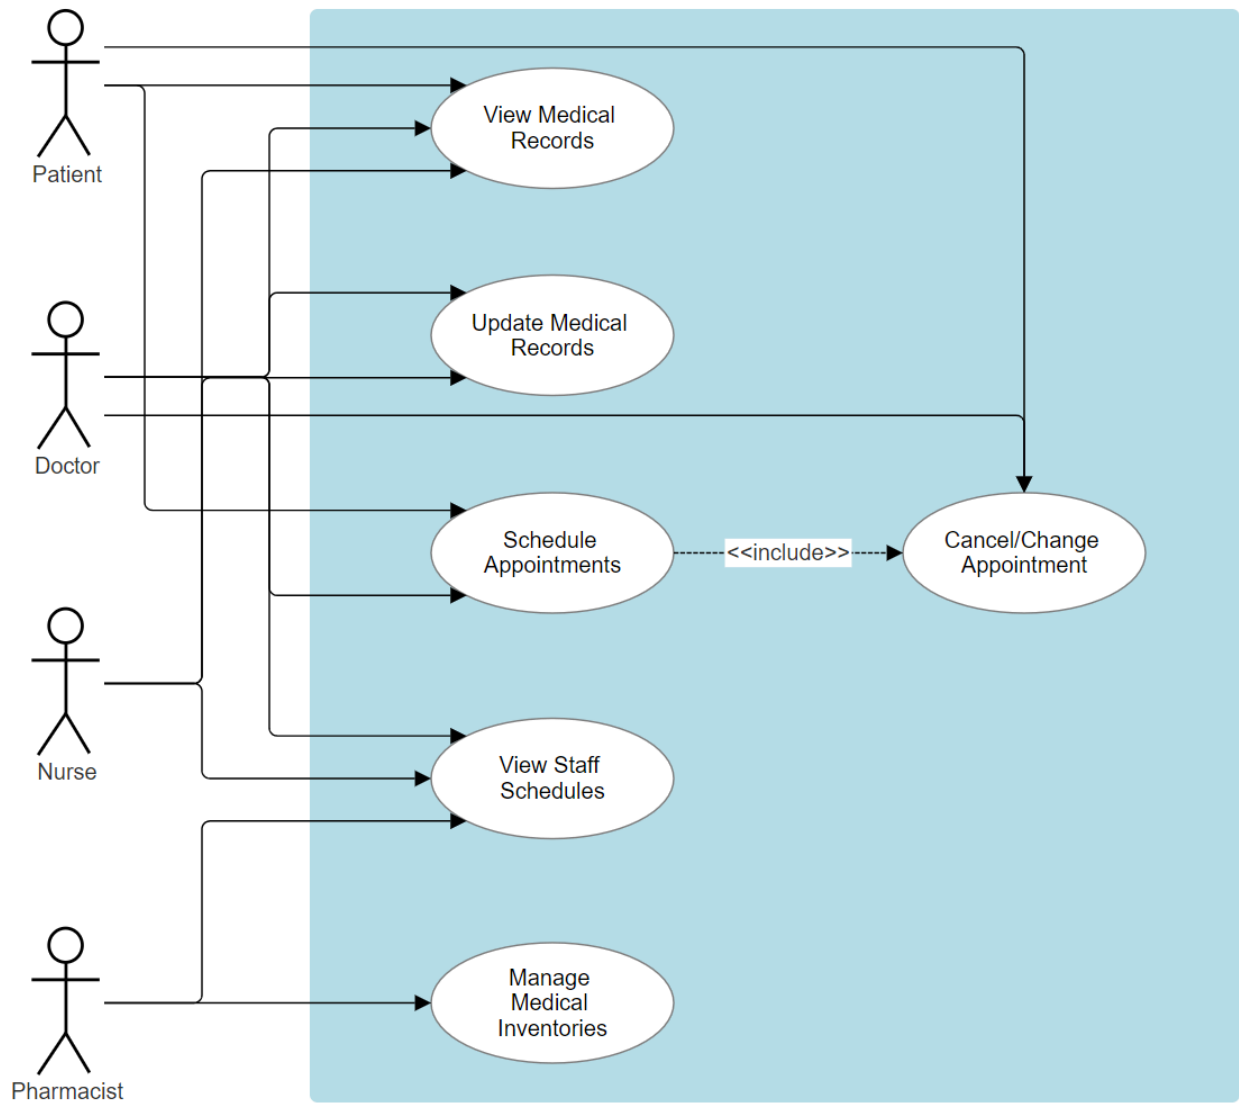 Patient
View Medical
Records
Update Medical
Records
Doctor
Schedule
Appointments
<<include>>
Cancel/Change
Appointment
Nurse
View Staff
Schedules
Manage
Medical
Inventories
Pharmacist